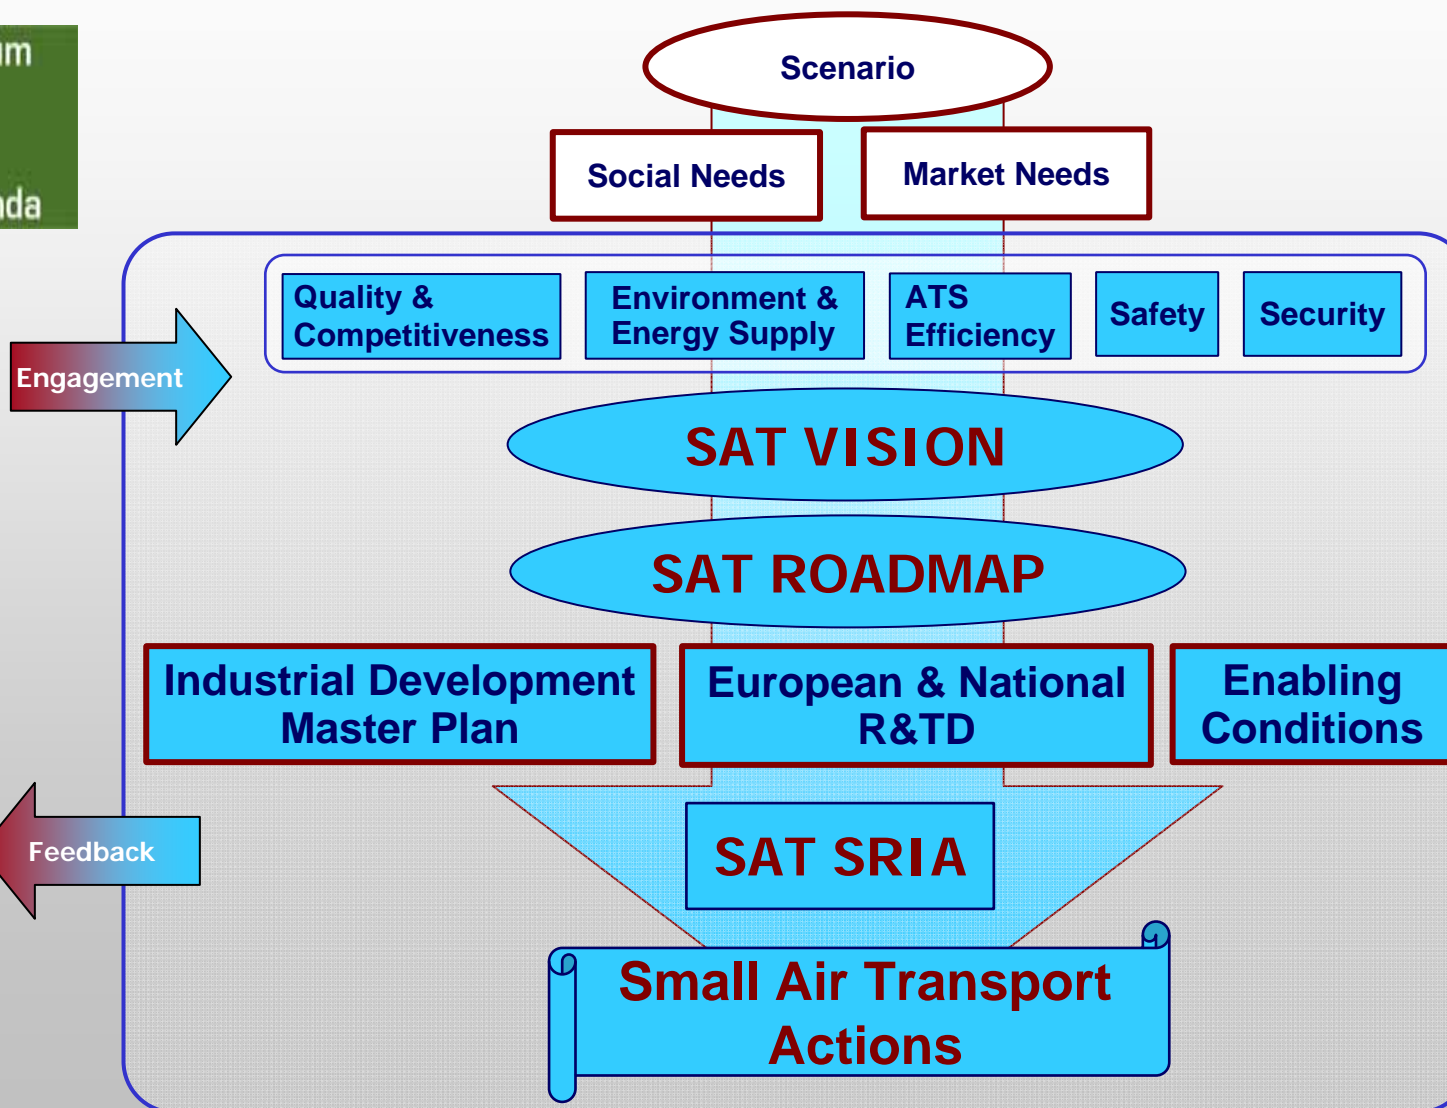 Scenario
Social Needs
Market Needs
Quality &
Competitiveness
Environment &
Energy Supply
ATS
Efficiency
Safety
Security
Engagement
SAT VISION
SAT ROADMAP
Industrial Development
Master Plan
European & National
R&TD
Enabling
Conditions
SAT SRIA
Feedback
Small Air Transport
Actions